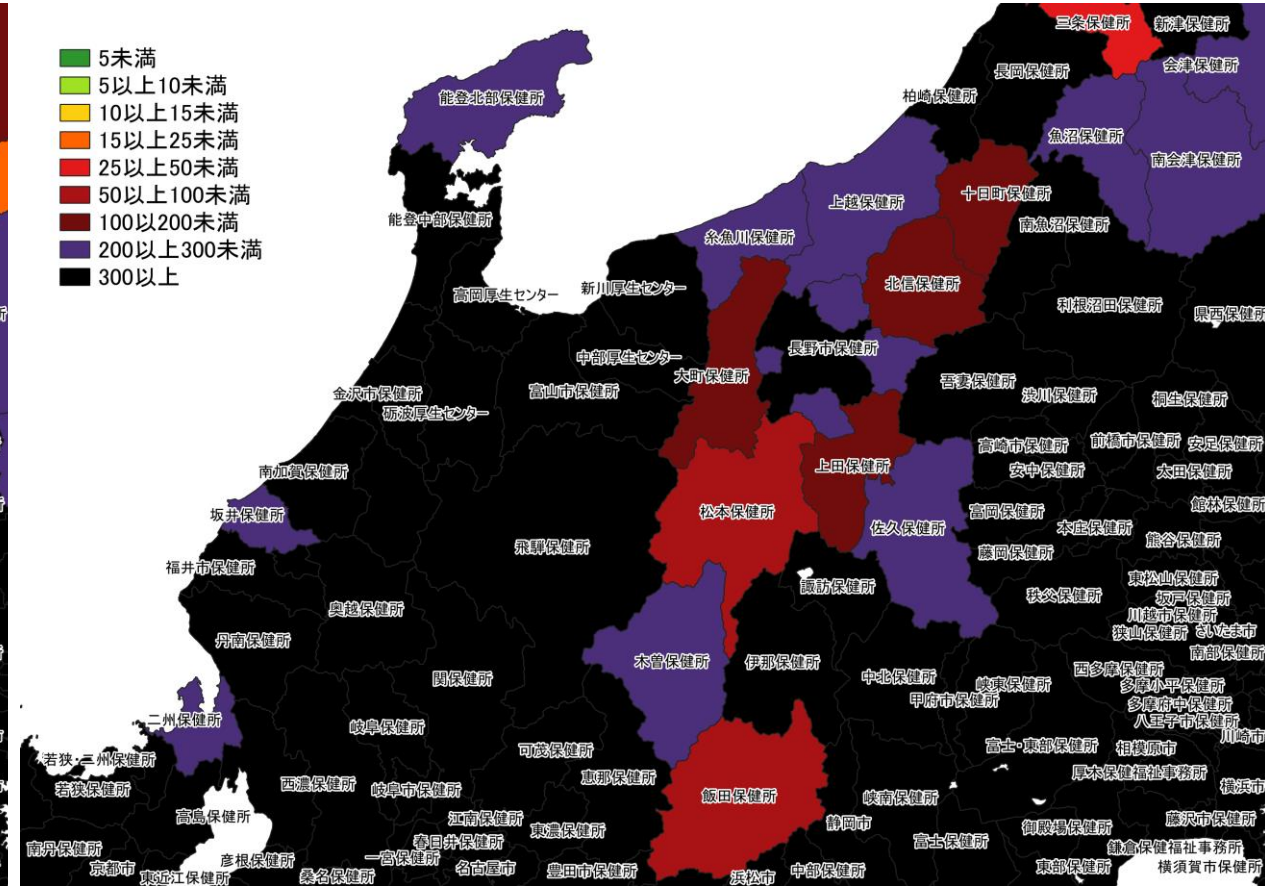 5未満
5以上10未満
10以上15未満
15以上25未満
25以上50未満
50以上100未満
100以200未満
200以上300未満
300以上
三条保健所
新津保健所
長岡保健所
会津保健所
柏崎保健所
能登北部保健所
魚沼保健所
南会津保健所
十日町保健所
上越保健所
能登中部保健所
南魚沼保健所
糸魚川保健所
北信保健所
新川厚生センター
高岡厚生センター
利根沼田保健所
県西保健所
長野市保健所
中部厚生センター
大町保健所
吾妻保健所
富山市保健所
金沢市保健所
渋川保健所
桐生保健所
砺波厚生センター
高崎市保健所
前橋市保健所
安足保健所
上田保健所
安中保健所
太田保健所
南加賀保健所
館林保健所
坂井保健所
松本保健所
富岡保健所
佐久保健所
本庄保健所
熊谷保健所
飛騨保健所
藤岡保健所
福井市保健所
東松山保健所
諏訪保健所
秩父保健所
坂戸保健所
奥越保健所
川越市保健所
狭山保健所
さいたま市
丹南保健所
南部保健所
木曽保健所
伊那保健所
西多摩保健所
中北保健所
峡東保健所
関保健所
多摩小平保健所
甲府市保健所
多摩府中保健所
二州保健所
八王子市保健所
岐阜保健所
川崎市
可茂保健所
富士・東部保健所
相模原市
若狭・二州保健所
厚木保健福祉事務所
恵那保健所
西濃保健所
横浜市
若狭保健所
岐阜市保健所
飯田保健所
峡南保健所
高島保健所
江南保健所
静岡市
藤沢市保健所
東濃保健所
御殿場保健所
春日井保健所
富士保健所
南丹保健所
鎌倉保健福祉事務所
一宮保健所
彦根保健所
京都市
名古屋市
豊田市保健所
中部保健所
東部保健所
横須賀市保健所
東近江保健所
桑名保健所
浜松市